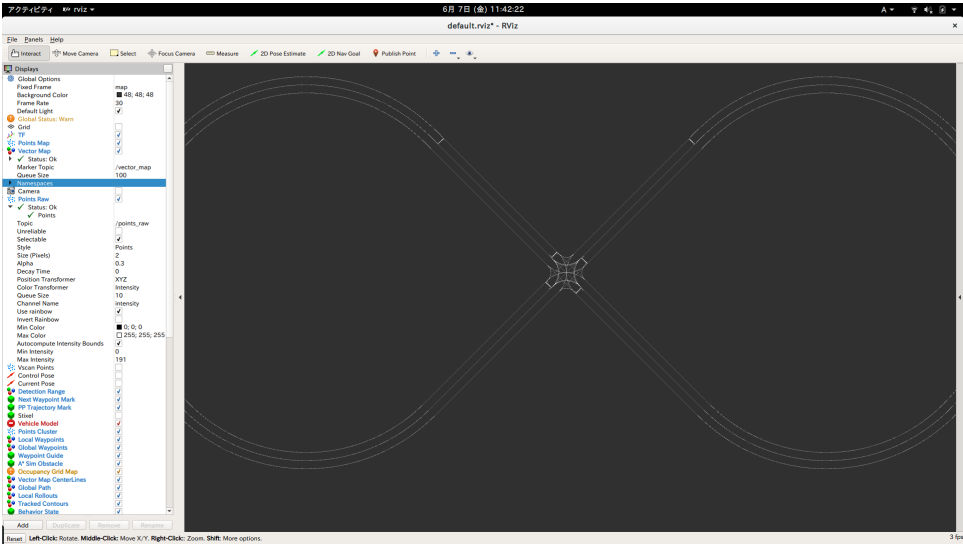 アクティビティ rviz ▾ 6月 7日 (金) 11:42:22 A ▾
default.rviz* - RViz ×
File Panels Help
Interact Move Camera Select Focus Camera Measure 2D Pose Estimate 2D Nav Goal Publish Point
Displays
Global Options
Fixed Frame map
Background Color 48; 48; 48
Frame Rate 30
Default Light ✓
Global Status: Warn
Grid
TF ✓
Points Map ✓
Vector Map ✓
✓ Status: Ok
Marker Topic /vector_map
Queue Size 100
Namespaces
Camera
Points Raw ✓
✓ Status: Ok
✓ Points
Topic /points_raw
Unreliable
Selectable ✓
Style Points
Size (Pixels) 2
Alpha 0.3
Decay Time 0
Position Transformer XYZ
Color Transformer Intensity
Queue Size 10
Channel Name intensity
Use rainbow ✓
Invert Rainbow
Min Color 0; 0; 0
Max Color 255; 255; 255
Autocompute Intensity Bounds ✓
Min Intensity 0
Max Intensity 191
Vscan Points
Control Pose
Current Pose
Detection Range ✓
Next Waypoint Mark ✓
PP Trajectory Mark ✓
Stixel
Vehicle Model ✓
Points Cluster ✓
Local Waypoints ✓
Global Waypoints ✓
Waypoint Guide ✓
A* Sim Obstacle ✓
Occupancy Grid Map ✓
Vector Map CenterLines ✓
Global Path ✓
Local Rollouts ✓
Tracked Contours ✓
Behavior State ✓
Add Duplicate Remove Rename
Reset Left-Click: Rotate. Middle-Click: Move X/Y. Right-Click:: Zoom. Shift: More options. 3 fps